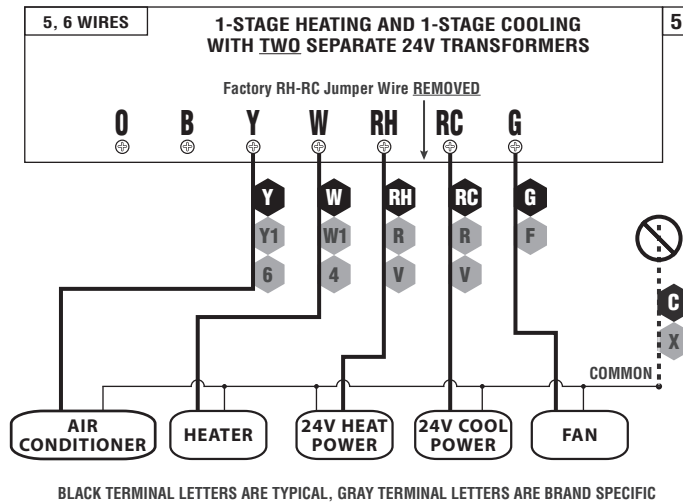 5, 6 WIRES
1-STAGE HEATING AND 1-STAGE COOLING
WITH TWO SEPARATE 24V TRANSFORMERS
5
Factory RH-RC Jumper Wire REMOVED
O B Y W RH RC G
Y W RH RC G
Y1 W1 R R F
6 4 V V
C
X
COMMON
AIR
CONDITIONER
HEATER
24V HEAT
POWER
24V COOL
POWER
FAN
BLACK TERMINAL LETTERS ARE TYPICAL, GRAY TERMINAL LETTERS ARE BRAND SPECIFIC